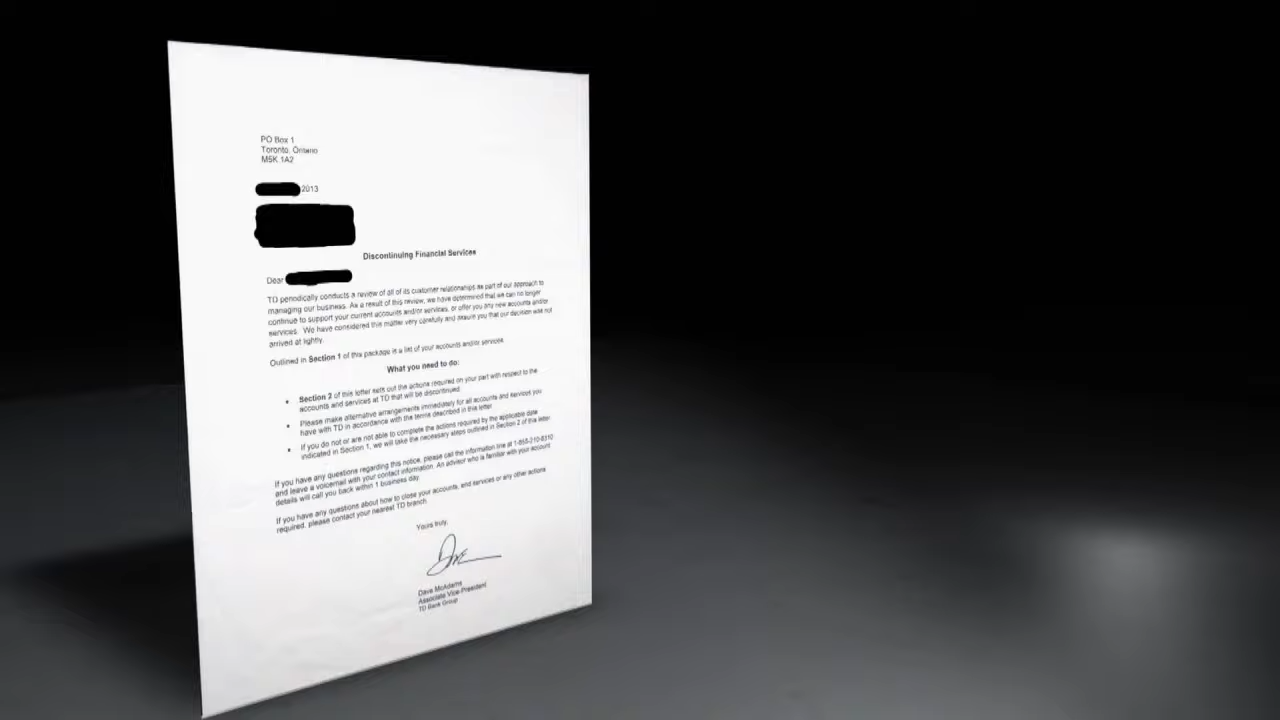 PO Box 1
Toronto, Ontario
M5K 1A2
2013
Discontinuing Financial Services
Dear
TD periodically conducts a review of all of its customer relationships as part of our approach to
managing our business. As a result of this review, we have determined that we can no longer
continue to support your current accounts and/or services, or offer you any new accounts and/or
services. We have considered this matter very carefully and assure you that our decision was not
arrived at lightly.
Outlined in Section 1 of this package is a list of your accounts and/or services.
What you need to do:
• Section 2 of this letter sets out the actions required on your part with respect to the
accounts and services at TD that will be discontinued.
• Please make alternative arrangements immediately for all accounts and services you
have with TD in accordance with the terms described in this letter.
• If you do not or are not able to complete the actions required by the applicable date
indicated in Section 1, we will take the necessary steps outlined in Section 2 of this letter
If you have any questions regarding this notice, please call the information line at 1-855-210-8310
and leave a voicemail with your contact information. An advisor who is familiar with your account
details will call you back within 1 business day.
If you have any questions about how to close your accounts, end services or any other actions
required, please contact your nearest TD branch.
Yours truly,
Dave McAdams
Associate Vice-President
TD Bank Group